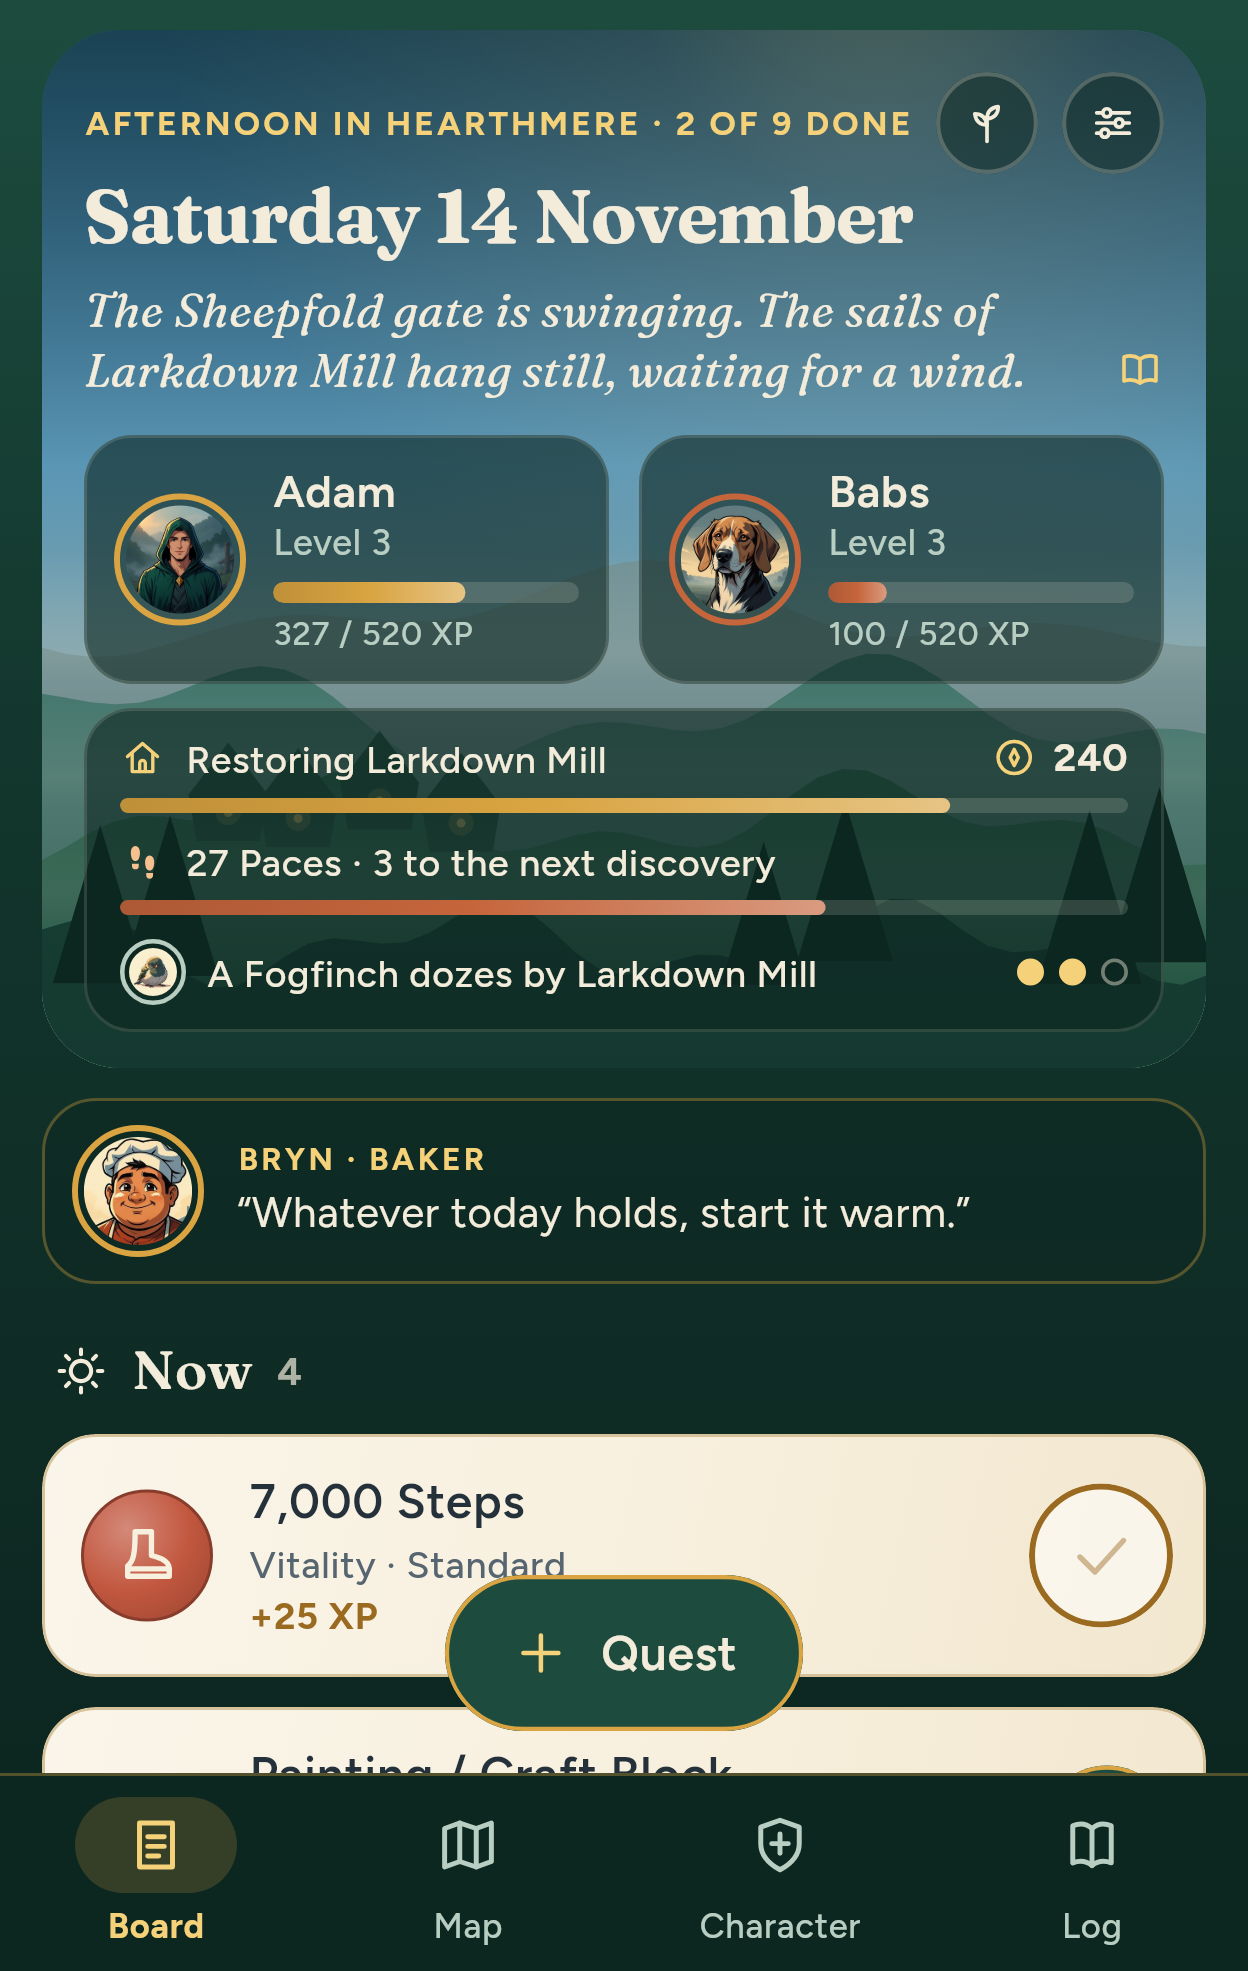 AFTERNOON IN HEARTHMERE · 2 OF 9 DONE
Saturday 14 November
The Sheepfold gate is swinging. The sails of
Larkdown Mill hang still, waiting for a wind.
Adam
Level 3
327 / 520 XP
Babs
Level 3
100 / 520 XP
Restoring Larkdown Mill
240
27 Paces · 3 to the next discovery
A Fogfinch dozes by Larkdown Mill
BRYN · BAKER
“Whatever today holds, start it warm.”
Now 4
7,000 Steps
Vitality · Standard
+25 XP
Quest
Painting / Craft Block
Board
Map
Character
Log